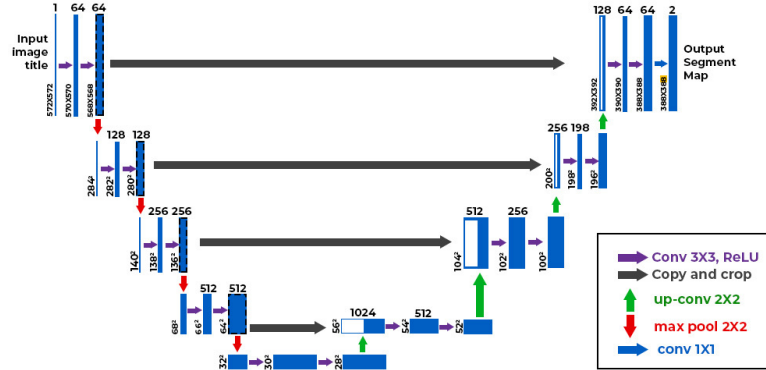 1 64 64
128 64 64 2
Input
image
title
Output
Segment
Map
572X572
570X570
568X568
392X392
390X390
388X388
388X388
128 128
256 198
284²
282²
280²
200²
198²
196²
256 256
512 256
140²
138²
136²
104²
102²
100²
512 512
1024 512
68²
66²
64²
56²
54²
52²
32²
30²
28²
Conv 3X3, ReLU
Copy and crop
up-conv 2X2
max pool 2X2
conv 1X1